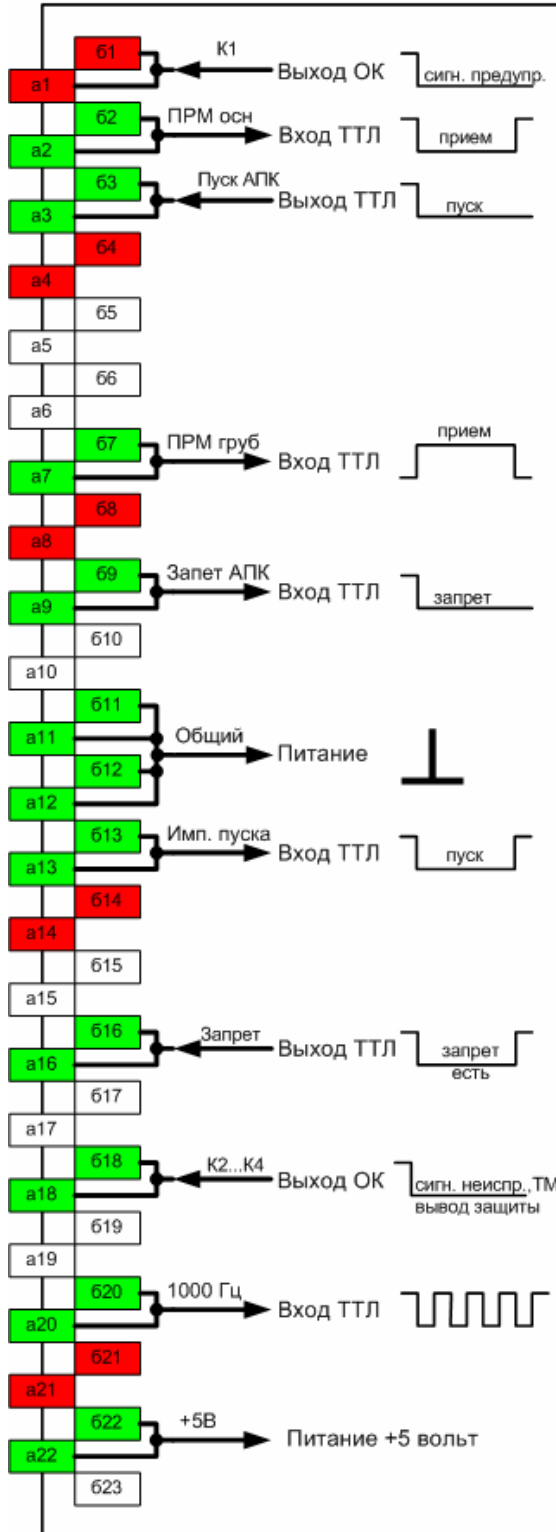 б1
К1
а1
Выход ОК
сигн. предупр.
б2
ПРМ осн
Вход ТТЛ
прием
а2
б3
Пуск АПК
Выход ТТЛ
пуск
а3
б4
а4
б5
а5
б6
а6
б7
ПРМ груб
Вход ТТЛ
прием
а7
б8
а8
б9
Запет АПК
Вход ТТЛ
запрет
а9
б10
а10
б11
а11
Общий
Питание
б12
а12
б13
Имп. пуска
Вход ТТЛ
пуск
а13
б14
а14
б15
а15
б16
Запрет
Выход ТТЛ
запрет
есть
а16
б17
а17
б18
К2...К4
Выход ОК
сигн. неиспр.,ТМ
вывод защиты
а18
б19
а19
б20
1000 Гц
Вход ТТЛ
а20
б21
а21
б22
+5В
Питание +5 вольт
а22
б23